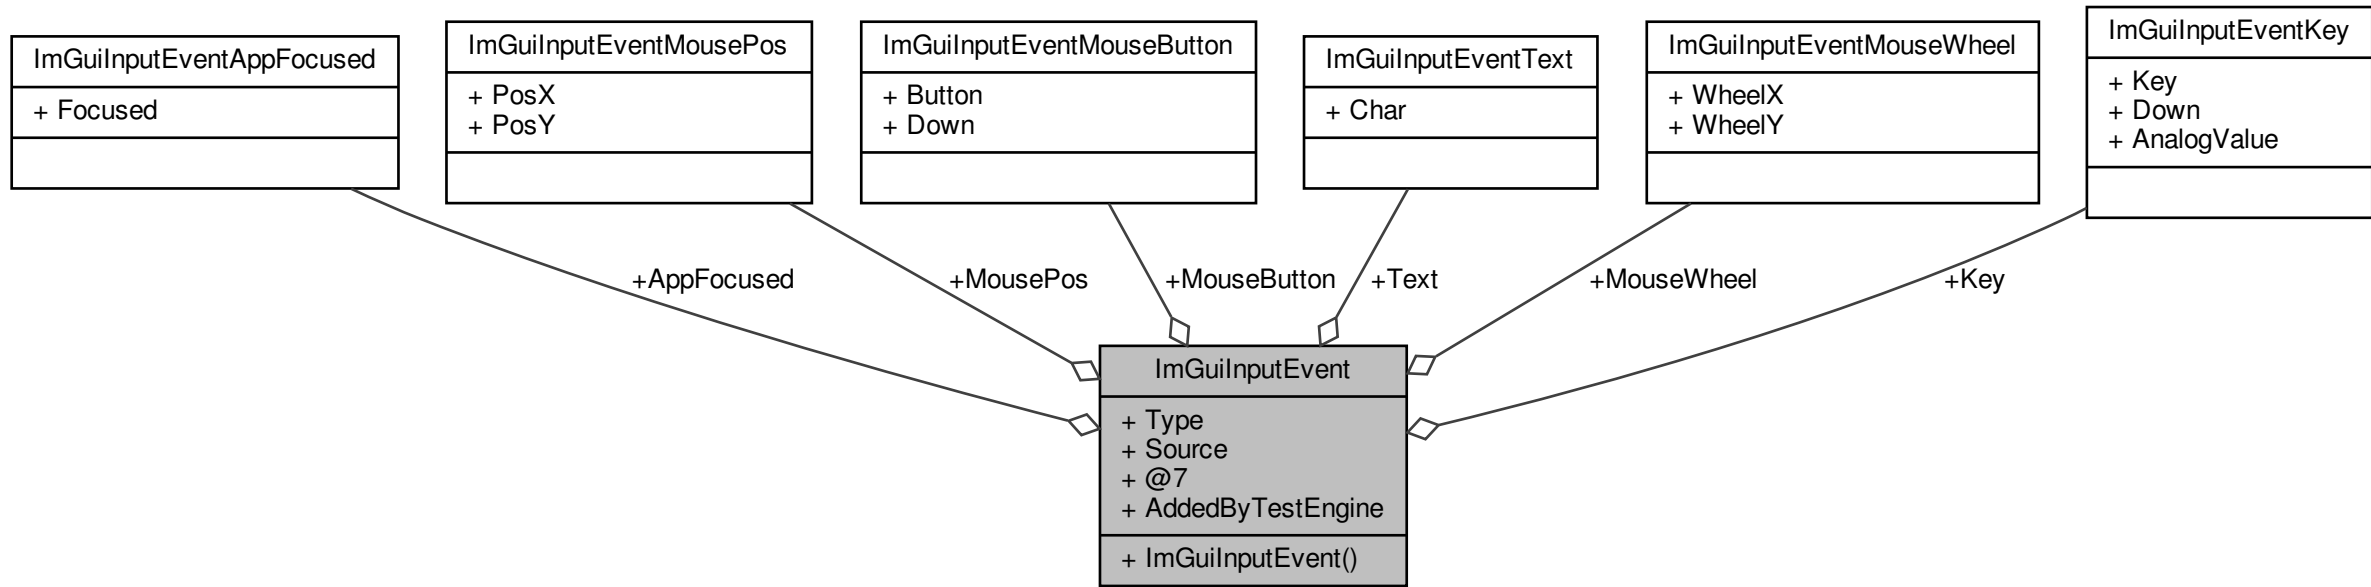 ImGuiInputEventAppFocused
+ Focused
ImGuiInputEventMousePos
+ PosX
+ PosY
ImGuiInputEventMouseButton
+ Button
+ Down
ImGuiInputEventText
+ Char
ImGuiInputEventMouseWheel
+ WheelX
+ WheelY
ImGuiInputEventKey
+ Key
+ Down
+ AnalogValue
+AppFocused
+MousePos
+MouseButton
+Text
+MouseWheel
+Key
ImGuiInputEvent
+ Type
+ Source
+ @7
+ AddedByTestEngine
+ ImGuiInputEvent()